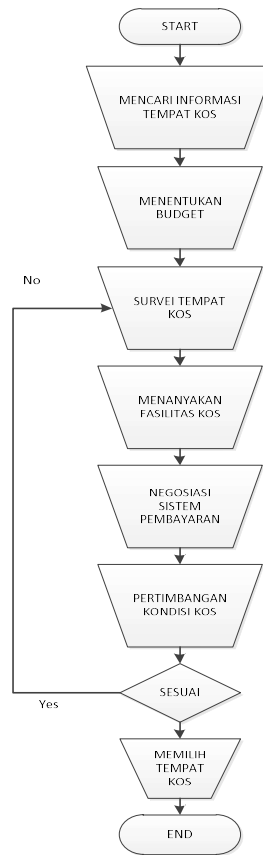 START
MENCARI INFORMASI
TEMPAT KOS
MENENTUKAN
BUDGET
No
SURVEI TEMPAT
KOS
MENANYAKAN
FASILITAS KOS
NEGOSIASI
SISTEM
PEMBAYARAN
PERTIMBANGAN
KONDISI KOS
SESUAI
Yes
MEMILIH
TEMPAT
KOS
END